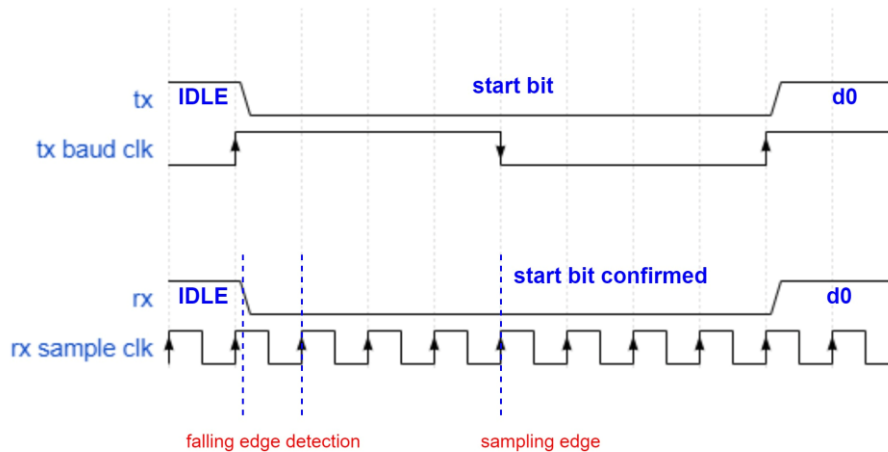 tx IDLE start bit d0
tx baud clk
start bit confirmed
rx IDLE d0
rx sample clk
falling edge detection sampling edge